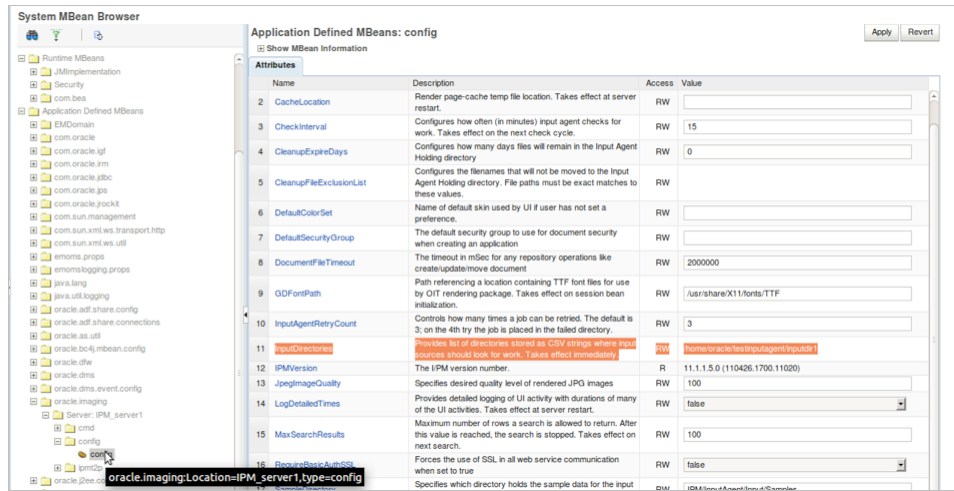 System MBean Browser
Runtime MBeans
JMImplementation
Security
com.bea
Application Defined MBeans
EMDomain
com.oracle
com.oracle.igf
com.oracle.irm
com.oracle.jdbc
com.oracle.jps
com.oracle.jrockit
com.sun.management
com.sun.xml.ws.transport.http
com.sun.xml.ws.util
emoms.props
emomslogging.props
java.lang
java.util.logging
oracle.adf.share.config
oracle.adf.share.connections
oracle.as.util
oracle.bc4j.mbean.config
oracle.dfw
oracle.dms
oracle.dms.event.config
oracle.imaging
Server: IPM_server1
cmd
config
config
ipmt2p
oracle.j2ee.co
oracle.imaging:Location=IPM_server1,type=config
Application Defined MBeans: config
Apply Revert
Show MBean Information
Attributes
Name Description Access Value
2 CacheLocation Render page-cache temp file location. Takes effect at server RW
restart.
3 CheckInterval Configures how often (in minutes) input agent checks for RW 15
work. Takes effect on the next check cycle.
4 CleanupExpireDays Configures how many days files will remain in the Input Agent RW 0
Holding directory
5 CleanupFileExclusionList Configures the filenames that will not be moved to the Input RW
Agent Holding directory. File paths must be exact matches to
these values.
6 DefaultColorSet Name of default skin used by UI if user has not set a RW
preference.
7 DefaultSecurityGroup The default security group to use for document security RW
when creating an application
8 DocumentFileTimeout The timeout in mSec for any repository operations like RW 2000000
create/update/move document
9 GDFontPath Path referencing a location containing TTF font files for use RW /usr/share/X11/fonts/TTF
by OIT rendering package. Takes effect on session bean
initialization.
10 InputAgentRetryCount Controls how many times a job can be retried. The default is RW 3
3; on the 4th try the job is placed in the failed directory.
11 InputDirectories Provides list of directories stored as CSV strings where input RW /home/oracle/testinputagent/inputdir1
sources should look for work. Takes effect immediately.
12 IPMVersion The I/PM version number. R 11.1.1.5.0 (110426.1700.11020)
13 JpegImageQuality Specifies desired quality level of rendered JPG images RW 100
14 LogDetailedTimes Provides detailed logging of UI activity with durations of many RW false
of the UI activities. Takes effect at server restart.
15 MaxSearchResults Maximum number of rows a search is allowed to return. After RW 100
this value is reached, the search is stopped. Takes effect on
next search.
16 RequireBasicAuthSSL Forces the use of SSL in all web service communication RW false
when set to true
17 SampleDirectory Specifies which directory holds the sample data for the input RW IPM/InputAgent/Input/Samples